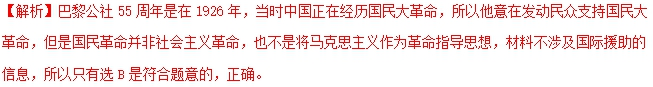 【解析】巴黎公社 55 周年是在 1926 年，当时中国正在经历国民大革命，所以他意在发动民众支持国民大
革命，但是国民革命并非社会主义革命，也不是将马克思主义作为革命指导思想，材料不涉及国际援助的
信息，所以只有选 B 是符合题意的，正确。